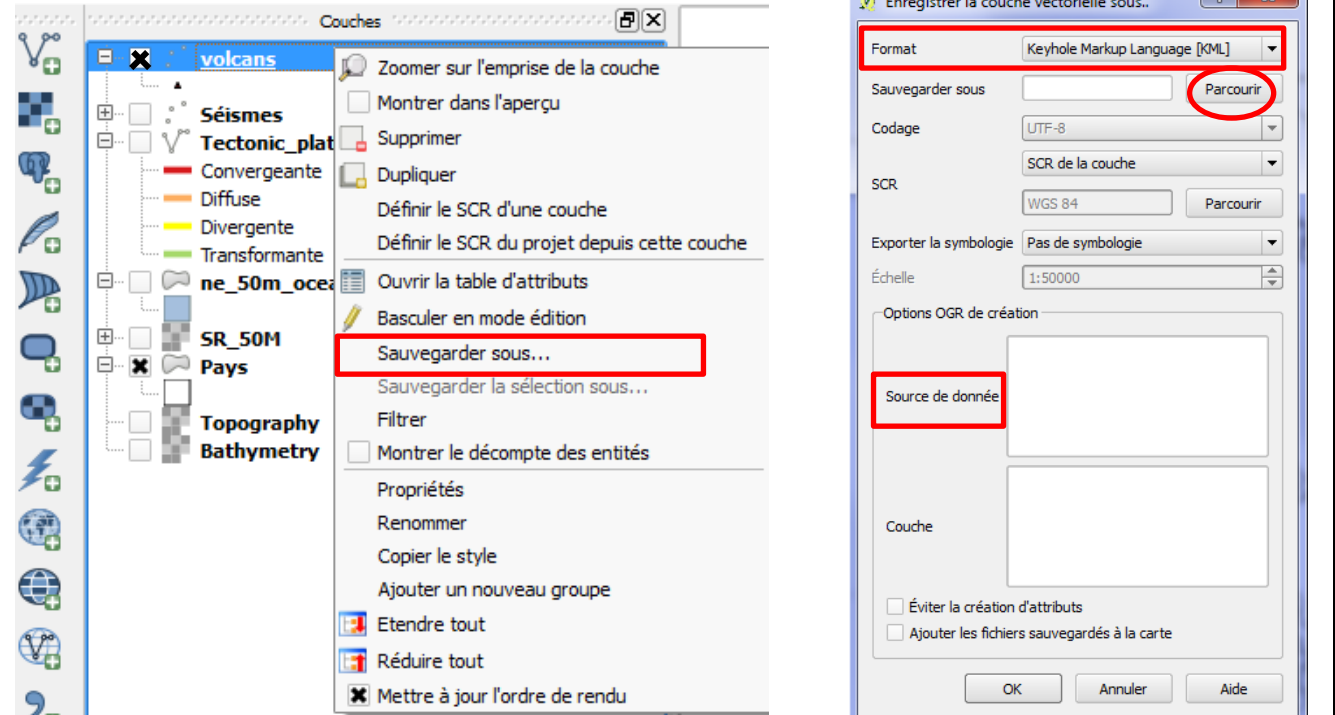 Couches
volcans
Séismes
Tectonic_plat
Convergeante
Diffuse
Divergente
Transformante
ne_50m_ocea
SR_50M
Pays
Topography
Bathymetry
Zoomer sur l'emprise de la couche
Montrer dans l'aperçu
Supprimer
Dupliquer
Définir le SCR d'une couche
Définir le SCR du projet depuis cette couche
Ouvrir la table d'attributs
Basculer en mode édition
Sauvegarder sous...
Sauvegarder la sélection sous...
Filtrer
Montrer le décompte des entités
Propriétés
Renommer
Copier le style
Ajouter un nouveau groupe
Etendre tout
Réduire tout
Mettre à jour l'ordre de rendu
Enregistrer la couche vectorielle sous..
Format Keyhole Markup Language [KML]
Sauvegarder sous Parcourir
Codage UTF-8
SCR de la couche
SCR
WGS 84 Parcourir
Exporter la symbologie Pas de symbologie
Échelle 1:50000
Options OGR de création
Source de donnée
Couche
Éviter la création d'attributs
Ajouter les fichiers sauvegardés à la carte
OK Annuler Aide